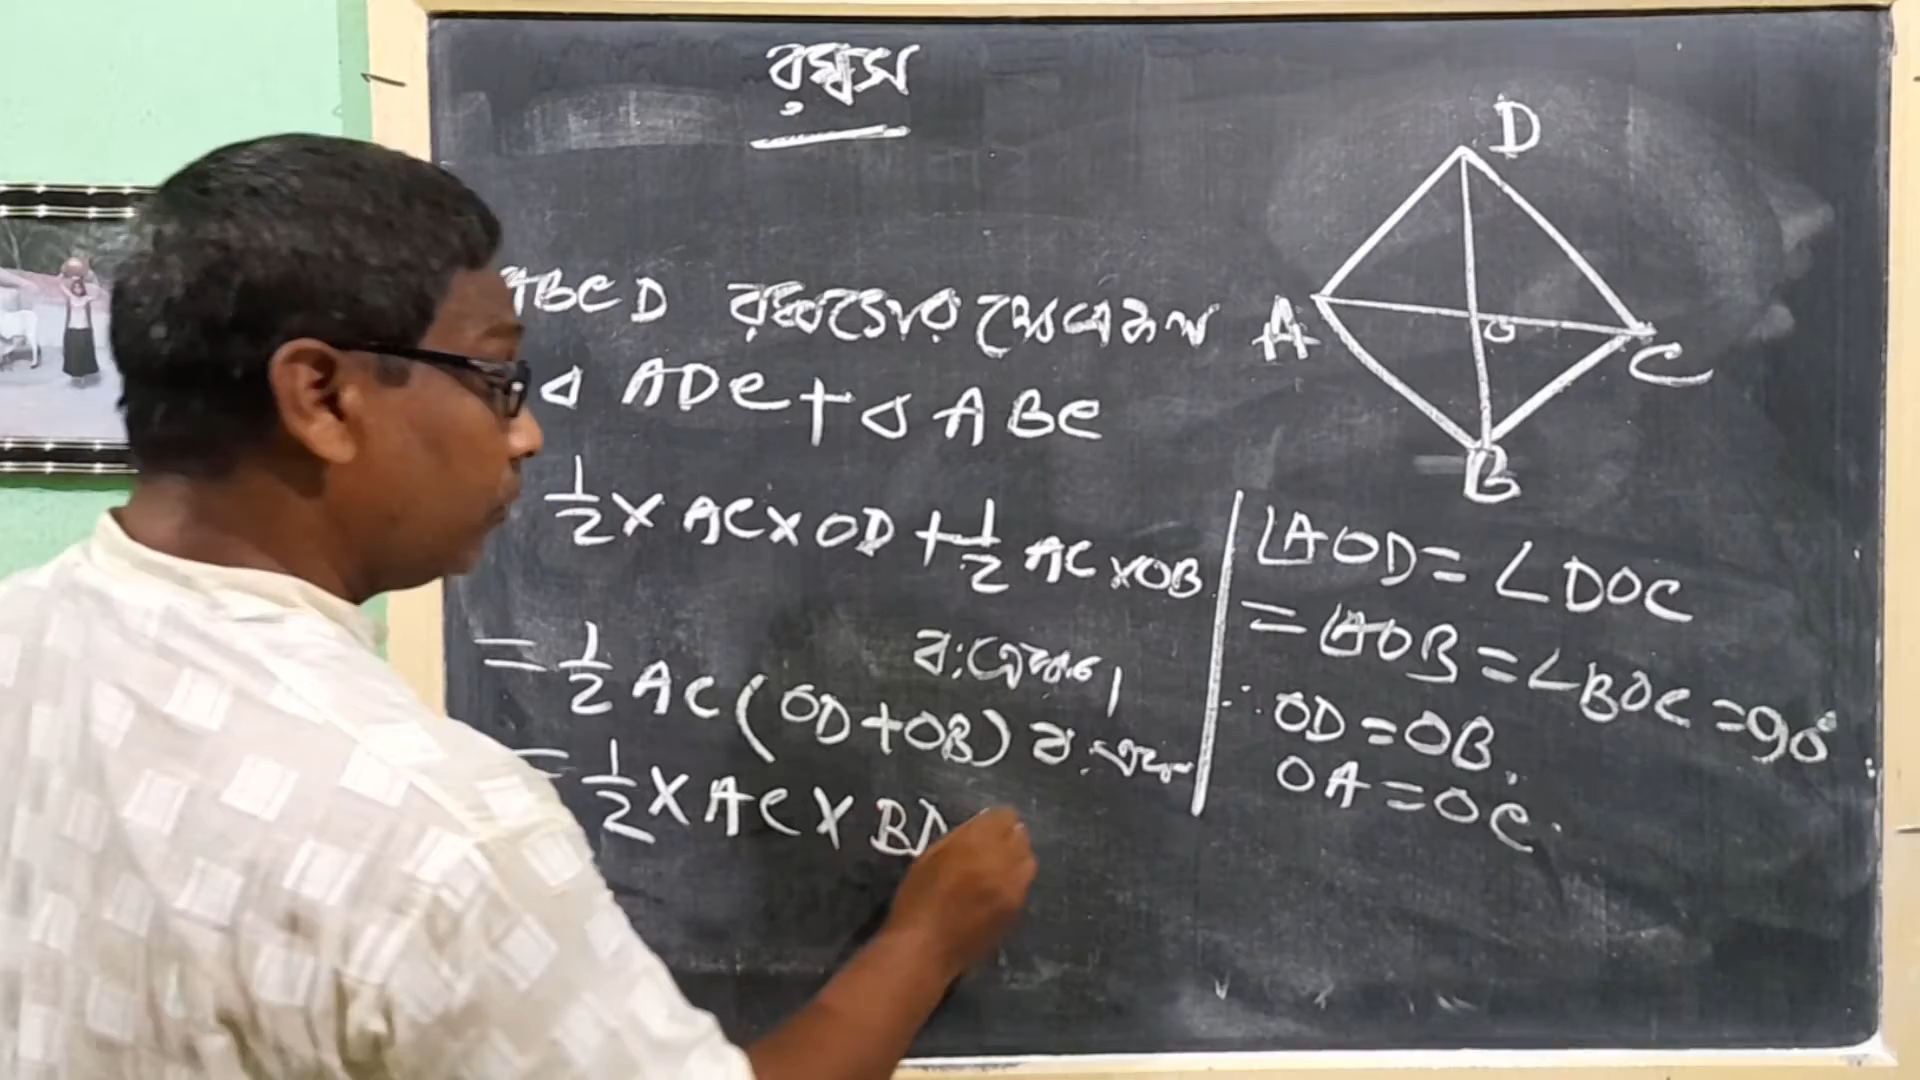 রম্বস
ABCD রম্বসের ক্ষেত্রফল
△ ADC + △ ABC
1/2 × AC × OD + 1/2 AC × OB
= 1/2 AC (OD + OB) ব:একক
= 1/2 × AC × BD
D
A
O
C
B
∠AOD = ∠DOC
= ∠AOB = ∠BOC = 90°
∴ OD = OB.
OA = OC.